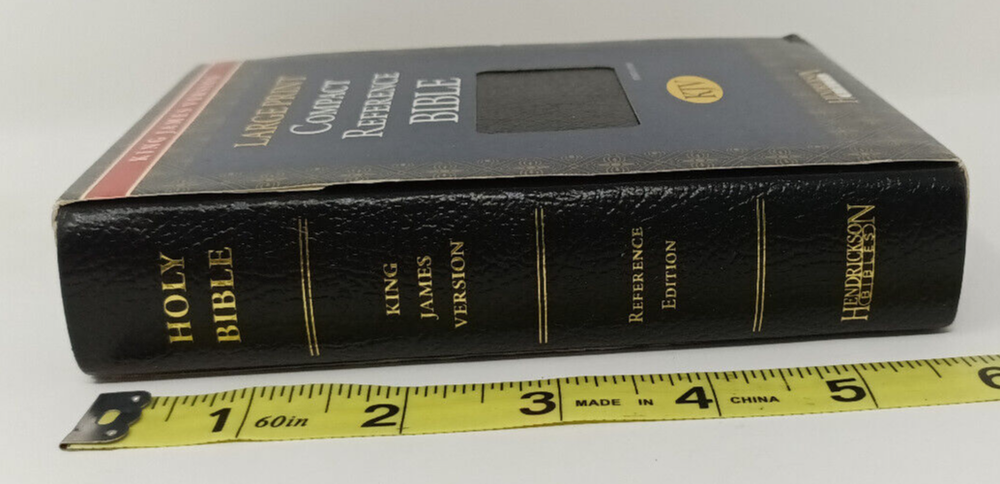 KING JAMES VERSION
LARGE PRINT
COMPACT
REFERENCE
BIBLE
KJV
HOLY
BIBLE
KING
JAMES
VERSION
REFERENCE
EDITION
HENDRICKSON
BIBLES
1 60in 2 3 MADE IN 4 CHINA 5 6